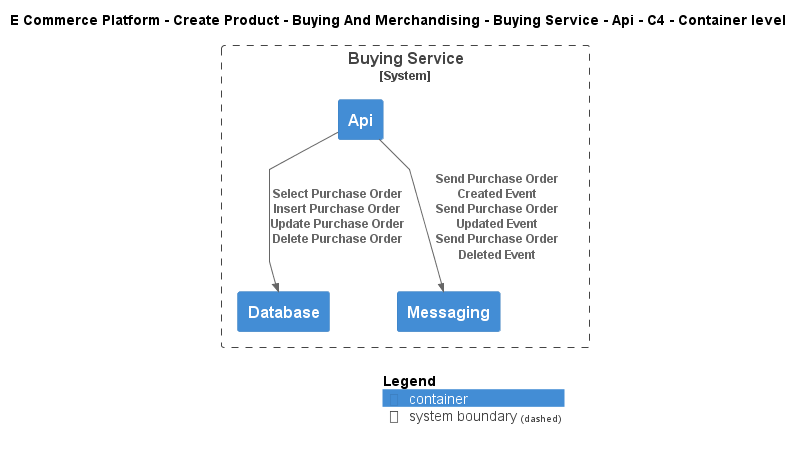 E Commerce Platform - Create Product - Buying And Merchandising - Buying Service - Api - C4 - Container level
Buying Service
[System]
Api
Select Purchase Order
Insert Purchase Order
Update Purchase Order
Delete Purchase Order
Send Purchase Order
Created Event
Send Purchase Order
Updated Event
Send Purchase Order
Deleted Event
Database
Messaging
Legend
container
system boundary (dashed)